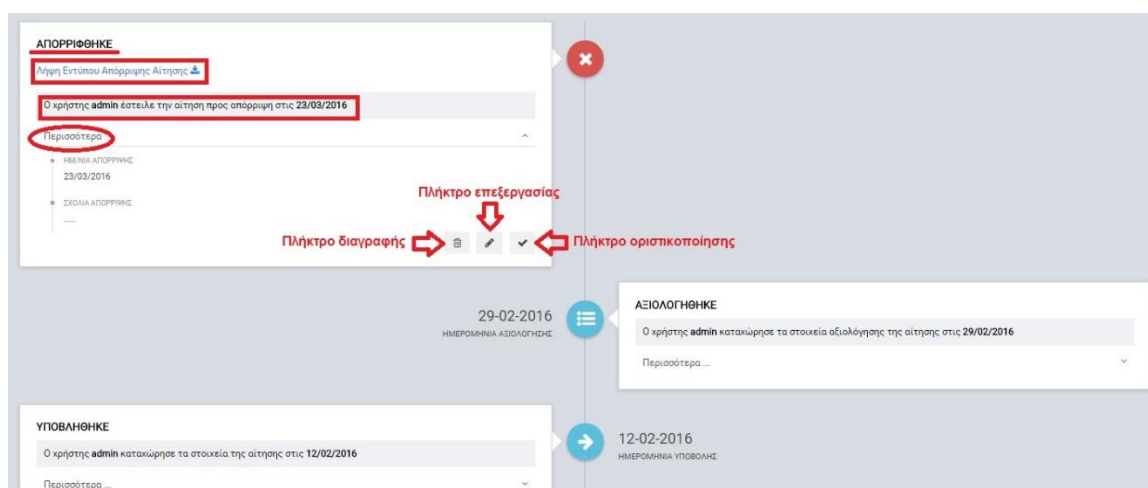 ΑΠΟΡΡΙΦΘΗΚΕ
Λήψη Εντύπου Απόρριψης Αίτησης
Ο χρήστης admin έστειλε την αίτηση προς απόρριψη στις 23/03/2016
Περισσότερα
ΗΜ/ΝΙΑ ΑΠΟΡΡΙΨΗΣ
23/03/2016
ΣΧΟΛΙΑ ΑΠΟΡΡΙΨΗΣ
.....
Πλήκτρο επεξεργασίας
Πλήκτρο διαγραφής
Πλήκτρο οριστικοποίησης
29-02-2016
ΗΜΕΡΟΜΗΝΙΑ ΑΞΙΟΛΟΓΗΣΗΣ
ΑΞΙΟΛΟΓΗΘΗΚΕ
Ο χρήστης admin καταχώρησε τα στοιχεία αξιολόγησης της αίτησης στις 29/02/2016
Περισσότερα ...
ΥΠΟΒΛΗΘΗΚΕ
Ο χρήστης admin καταχώρησε τα στοιχεία της αίτησης στις 12/02/2016
Περισσότερα ...
12-02-2016
ΗΜΕΡΟΜΗΝΙΑ ΥΠΟΒΟΛΗΣ